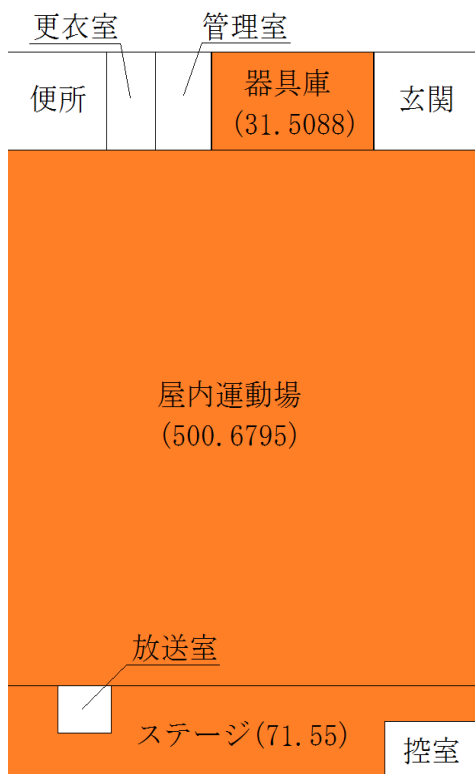 更衣室
管理室
便所
器具庫
(31.5088)
玄関
屋内運動場
(500.6795)
放送室
ステージ(71.55)
控室